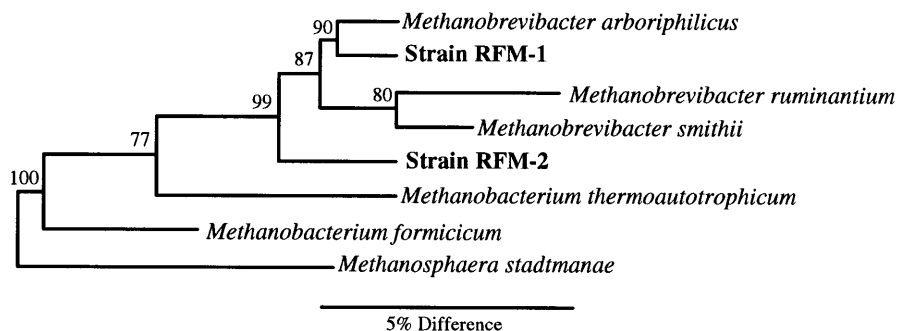 Methanobrevibacter arboriphilicus
90
Strain RFM-1
87
Methanobrevibacter ruminantium
80
Methanobrevibacter smithii
99
Strain RFM-2
77
Methanobacterium thermoautotrophicum
100
Methanobacterium formicicum
Methanosphaera stadtmanae
5% Difference